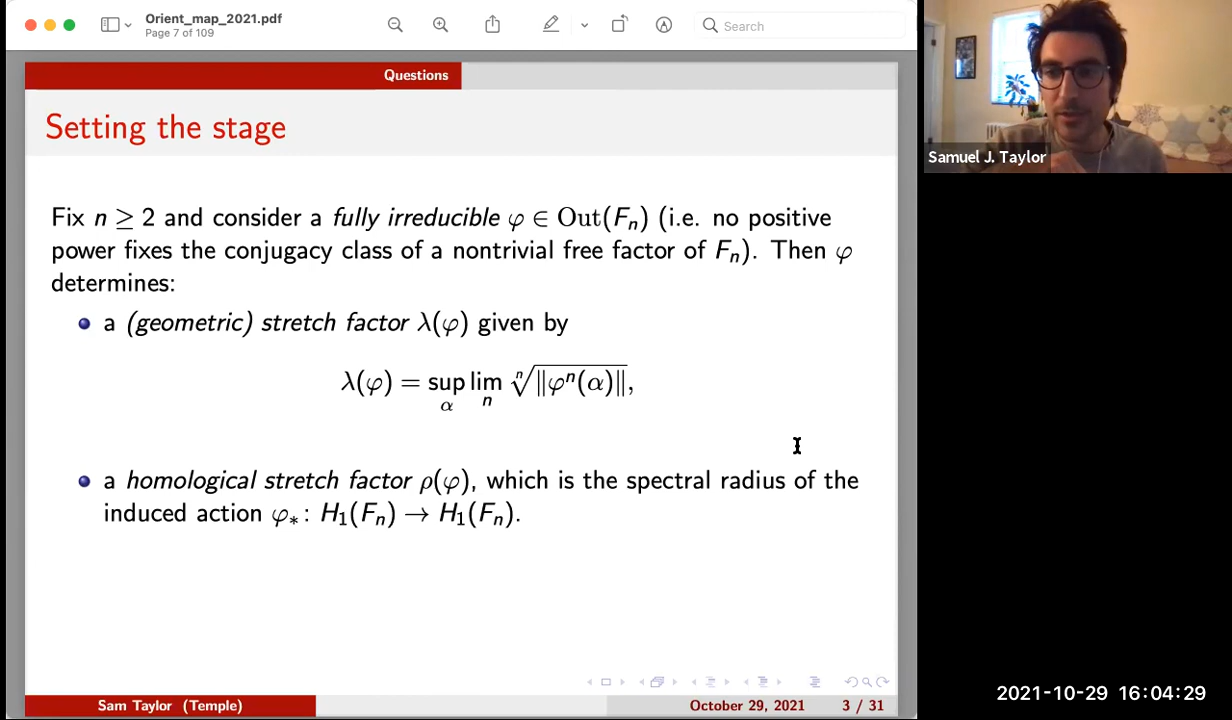 Orient_map_2021.pdf
Page 7 of 109
Search
Questions
Setting the stage
Fix n ≥ 2 and consider a fully irreducible φ ∈ Out(Fₙ) (i.e. no positive
power fixes the conjugacy class of a nontrivial free factor of Fₙ). Then φ
determines:
a (geometric) stretch factor λ(φ) given by
λ(φ) = sup_α lim_n ⁿ√‖φⁿ(α)‖,
a homological stretch factor ρ(φ), which is the spectral radius of the
induced action φ∗ : H₁(Fₙ) → H₁(Fₙ).
Sam Taylor (Temple)
October 29, 2021
3 / 31
Samuel J. Taylor
2021-10-29 16:04:29